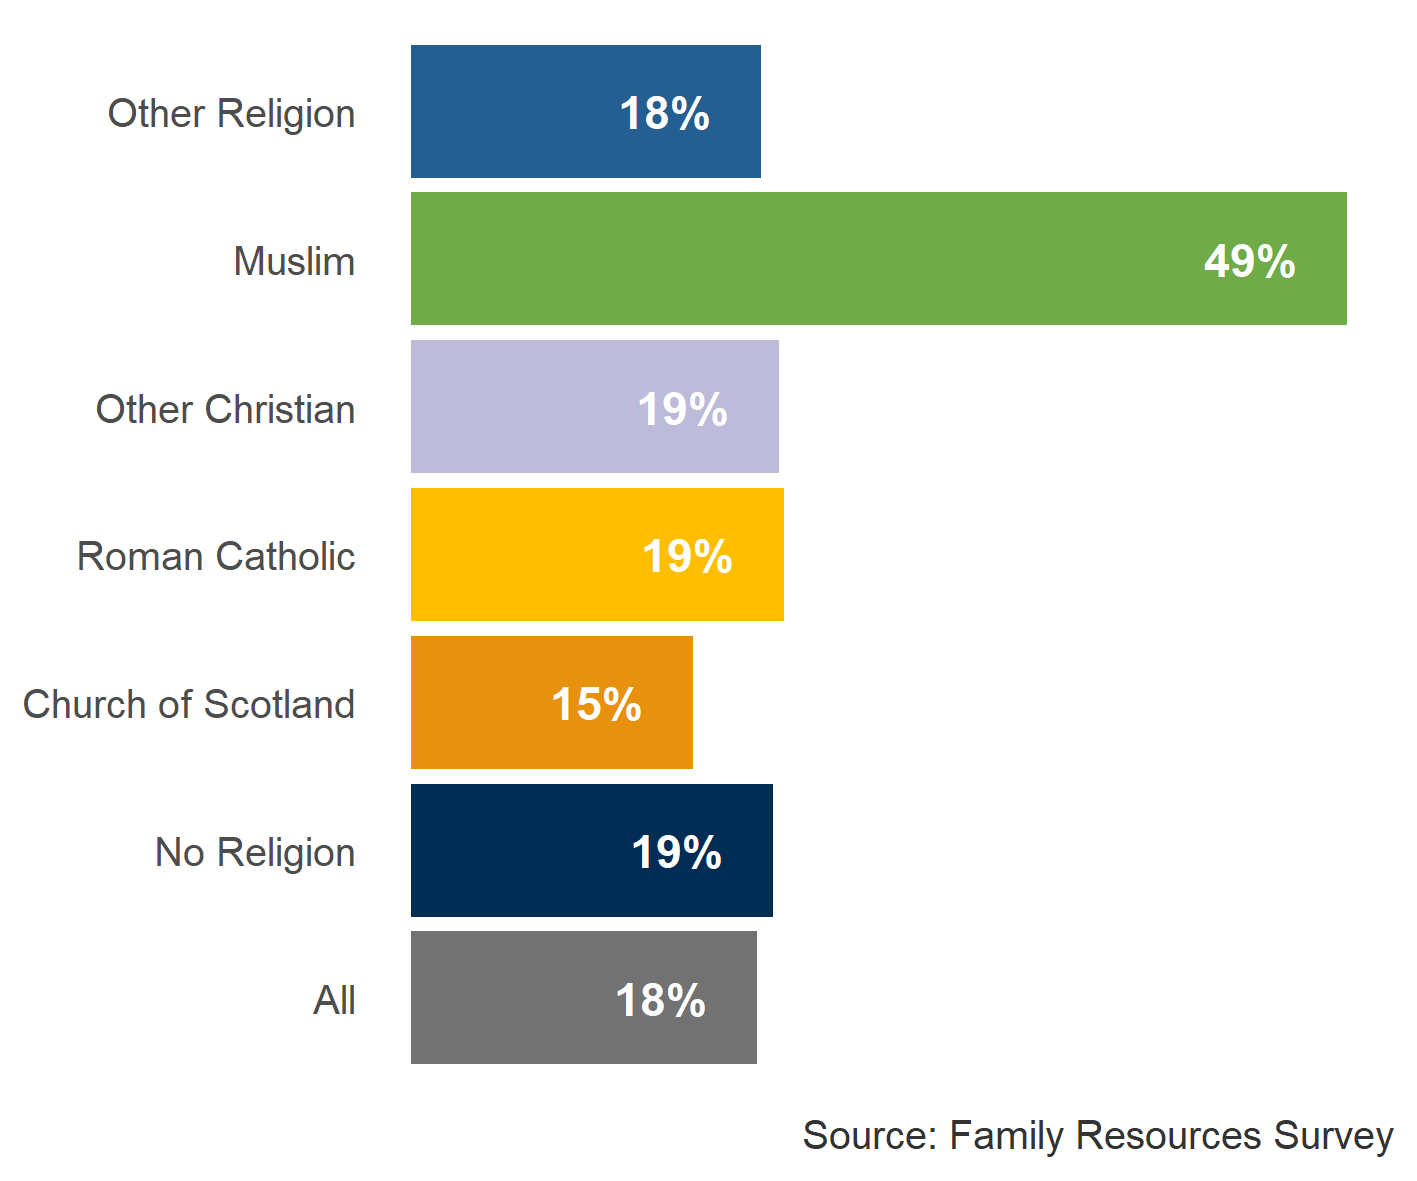 Other Religion 18%
Muslim 49%
Other Christian 19%
Roman Catholic 19%
Church of Scotland 15%
No Religion 19%
All 18%
Source: Family Resources Survey